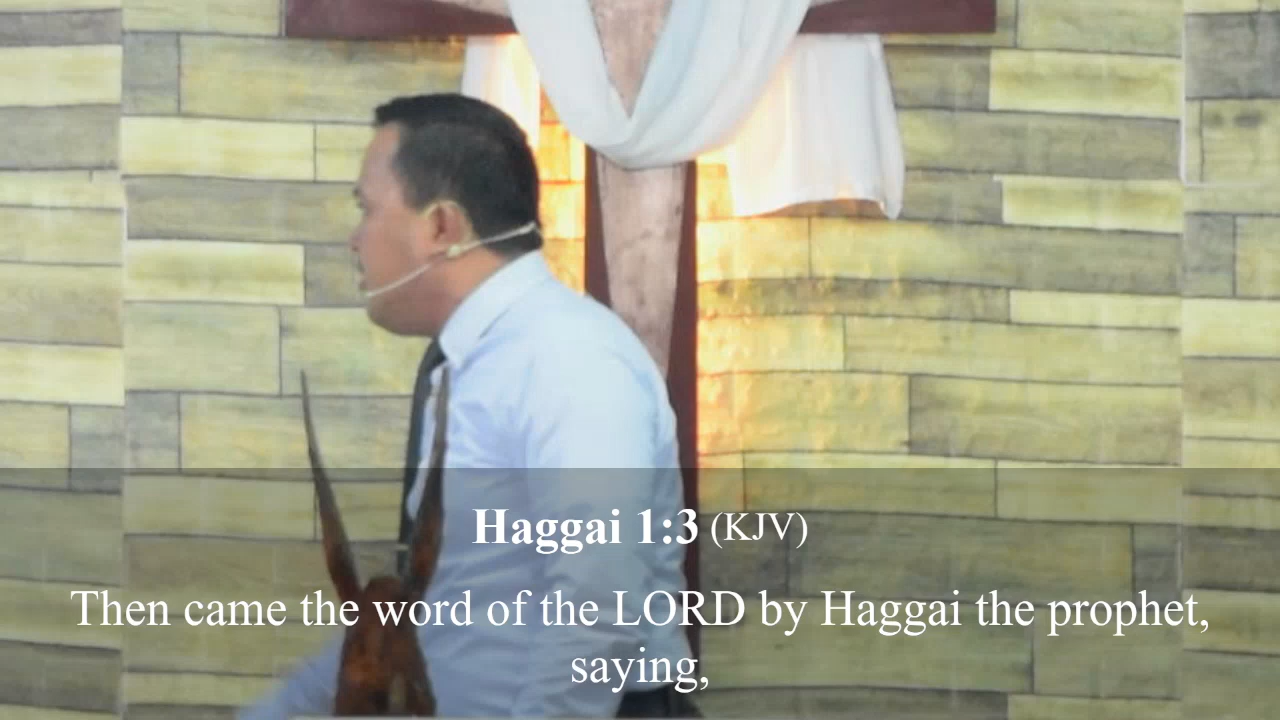 Haggai 1:3 (KJV)
Then came the word of the LORD by Haggai the prophet,
saying,